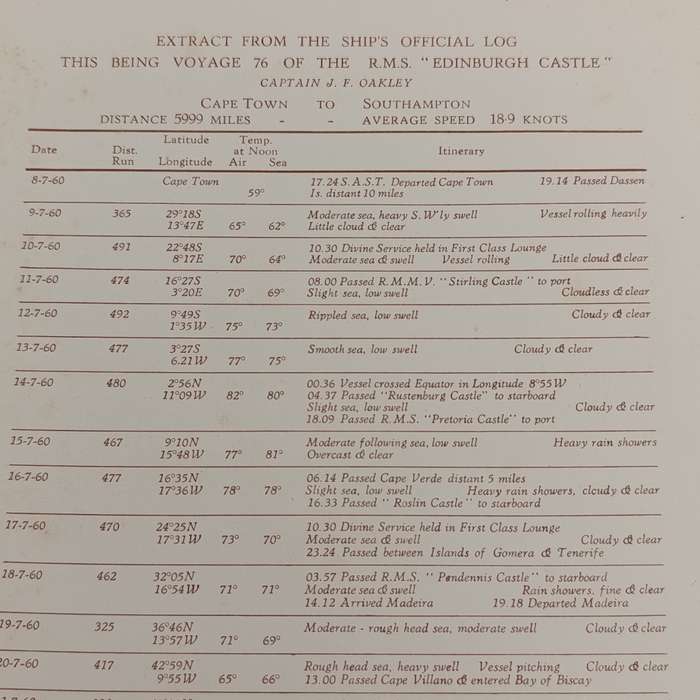 EXTRACT FROM THE SHIP'S OFFICIAL LOG
THIS BEING VOYAGE 76 OF THE R.M.S. "EDINBURGH CASTLE"
CAPTAIN J. F. OAKLEY
CAPE TOWN TO SOUTHAMPTON
DISTANCE 5999 MILES - - AVERAGE SPEED 18·9 KNOTS
Date Dist. Run Latitude Longitude Temp. at Noon Air Sea Itinerary
8-7-60 Cape Town 59° 17.24 S.A.S.T. Departed Cape Town 19.14 Passed Dassen
Is. distant 10 miles
9-7-60 365 29°18S Moderate sea, heavy S.W'ly swell Vessel rolling heavily
13°47E 65° 62° Little cloud & clear
10-7-60 491 22°48S 10.30 Divine Service held in First Class Lounge
8°17E 70° 64° Moderate sea & swell Vessel rolling Little cloud & clear
11-7-60 474 16°27S 08.00 Passed R.M.M.V. "Stirling Castle" to port
3°20E 70° 69° Slight sea, low swell Cloudless & clear
12-7-60 492 9°49S Rippled sea, low swell Cloudy & clear
1°35W 75° 73°
13-7-60 477 3°27S Smooth sea, low swell Cloudy & clear
6.21W 77° 75°
14-7-60 480 2°56N 00.36 Vessel crossed Equator in Longitude 8°55W
11°09W 82° 80° 04.37 Passed "Rustenburg Castle" to starboard
Slight sea, low swell Cloudy & clear
18.09 Passed R.M.S. "Pretoria Castle" to port
15-7-60 467 9°10N Moderate following sea, low swell Heavy rain showers
15°48W 77° 81° Overcast & clear
16-7-60 477 16°35N 06.14 Passed Cape Verde distant 5 miles
17°36W 78° 78° Slight sea, low swell Heavy rain showers, cloudy & clear
16.33 Passed "Roslin Castle" to starboard
17-7-60 470 24°25N 10.30 Divine Service held in First Class Lounge
17°31W 73° 70° Moderate sea & swell Cloudy & clear
23.24 Passed between Islands of Gomera & Tenerife
18-7-60 462 32°05N 03.57 Passed R.M.S. "Pendennis Castle" to starboard
16°54W 71° 71° Moderate sea & swell Rain showers, fine & clear
14.12 Arrived Madeira 19.18 Departed Madeira
19-7-60 325 36°46N Moderate - rough head sea, moderate swell Cloudy & clear
13°57W 71° 69°
20-7-60 417 42°59N Rough head sea, heavy swell Vessel pitching Cloudy & clear
9°55W 65° 66° 13.00 Passed Cape Villano & entered Bay of Biscay